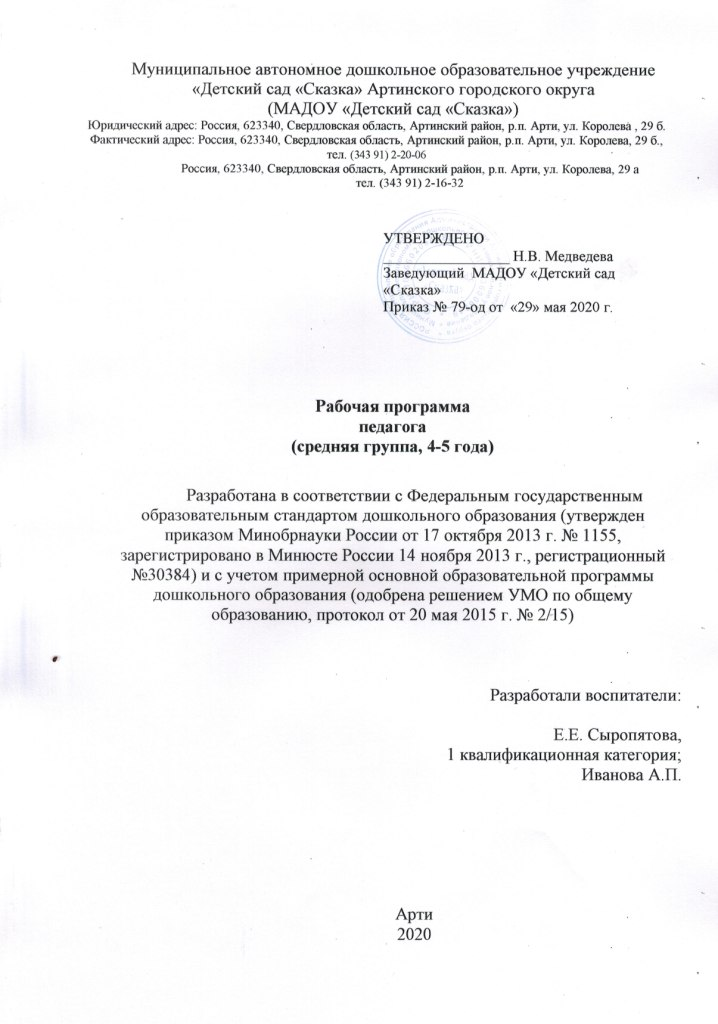 Муниципальное автономное дошкольное образовательное учреждение
«Детский сад «Сказка» Артинского городского округа
(МАДОУ «Детский сад «Сказка»)
Юридический адрес: Россия, 623340, Свердловская область, Артинский район, р.п. Арти, ул. Королева , 29 б.
Фактический адрес: Россия, 623340, Свердловская область, Артинский район, р.п. Арти, ул. Королева, 29 б.,
тел. (343 91) 2-20-06
Россия, 623340, Свердловская область, Артинский район, р.п. Арти, ул. Королева, 29 а
тел. (343 91) 2-16-32
УТВЕРЖДЕНО
________________ Н.В. Медведева
Заведующий МАДОУ «Детский сад
«Сказка»
Приказ № 79-од от «29» мая 2020 г.
Рабочая программа
педагога
(средняя группа, 4-5 года)
Разработана в соответствии с Федеральным государственным
образовательным стандартом дошкольного образования (утвержден
приказом Минобрнауки России от 17 октября 2013 г. № 1155,
зарегистрировано в Минюсте России 14 ноября 2013 г., регистрационный
№30384) и с учетом примерной основной образовательной программы
дошкольного образования (одобрена решением УМО по общему
образованию, протокол от 20 мая 2015 г. № 2/15)
Разработали воспитатели:
Е.Е. Сыропятова,
1 квалификационная категория;
Иванова А.П.
Арти
2020